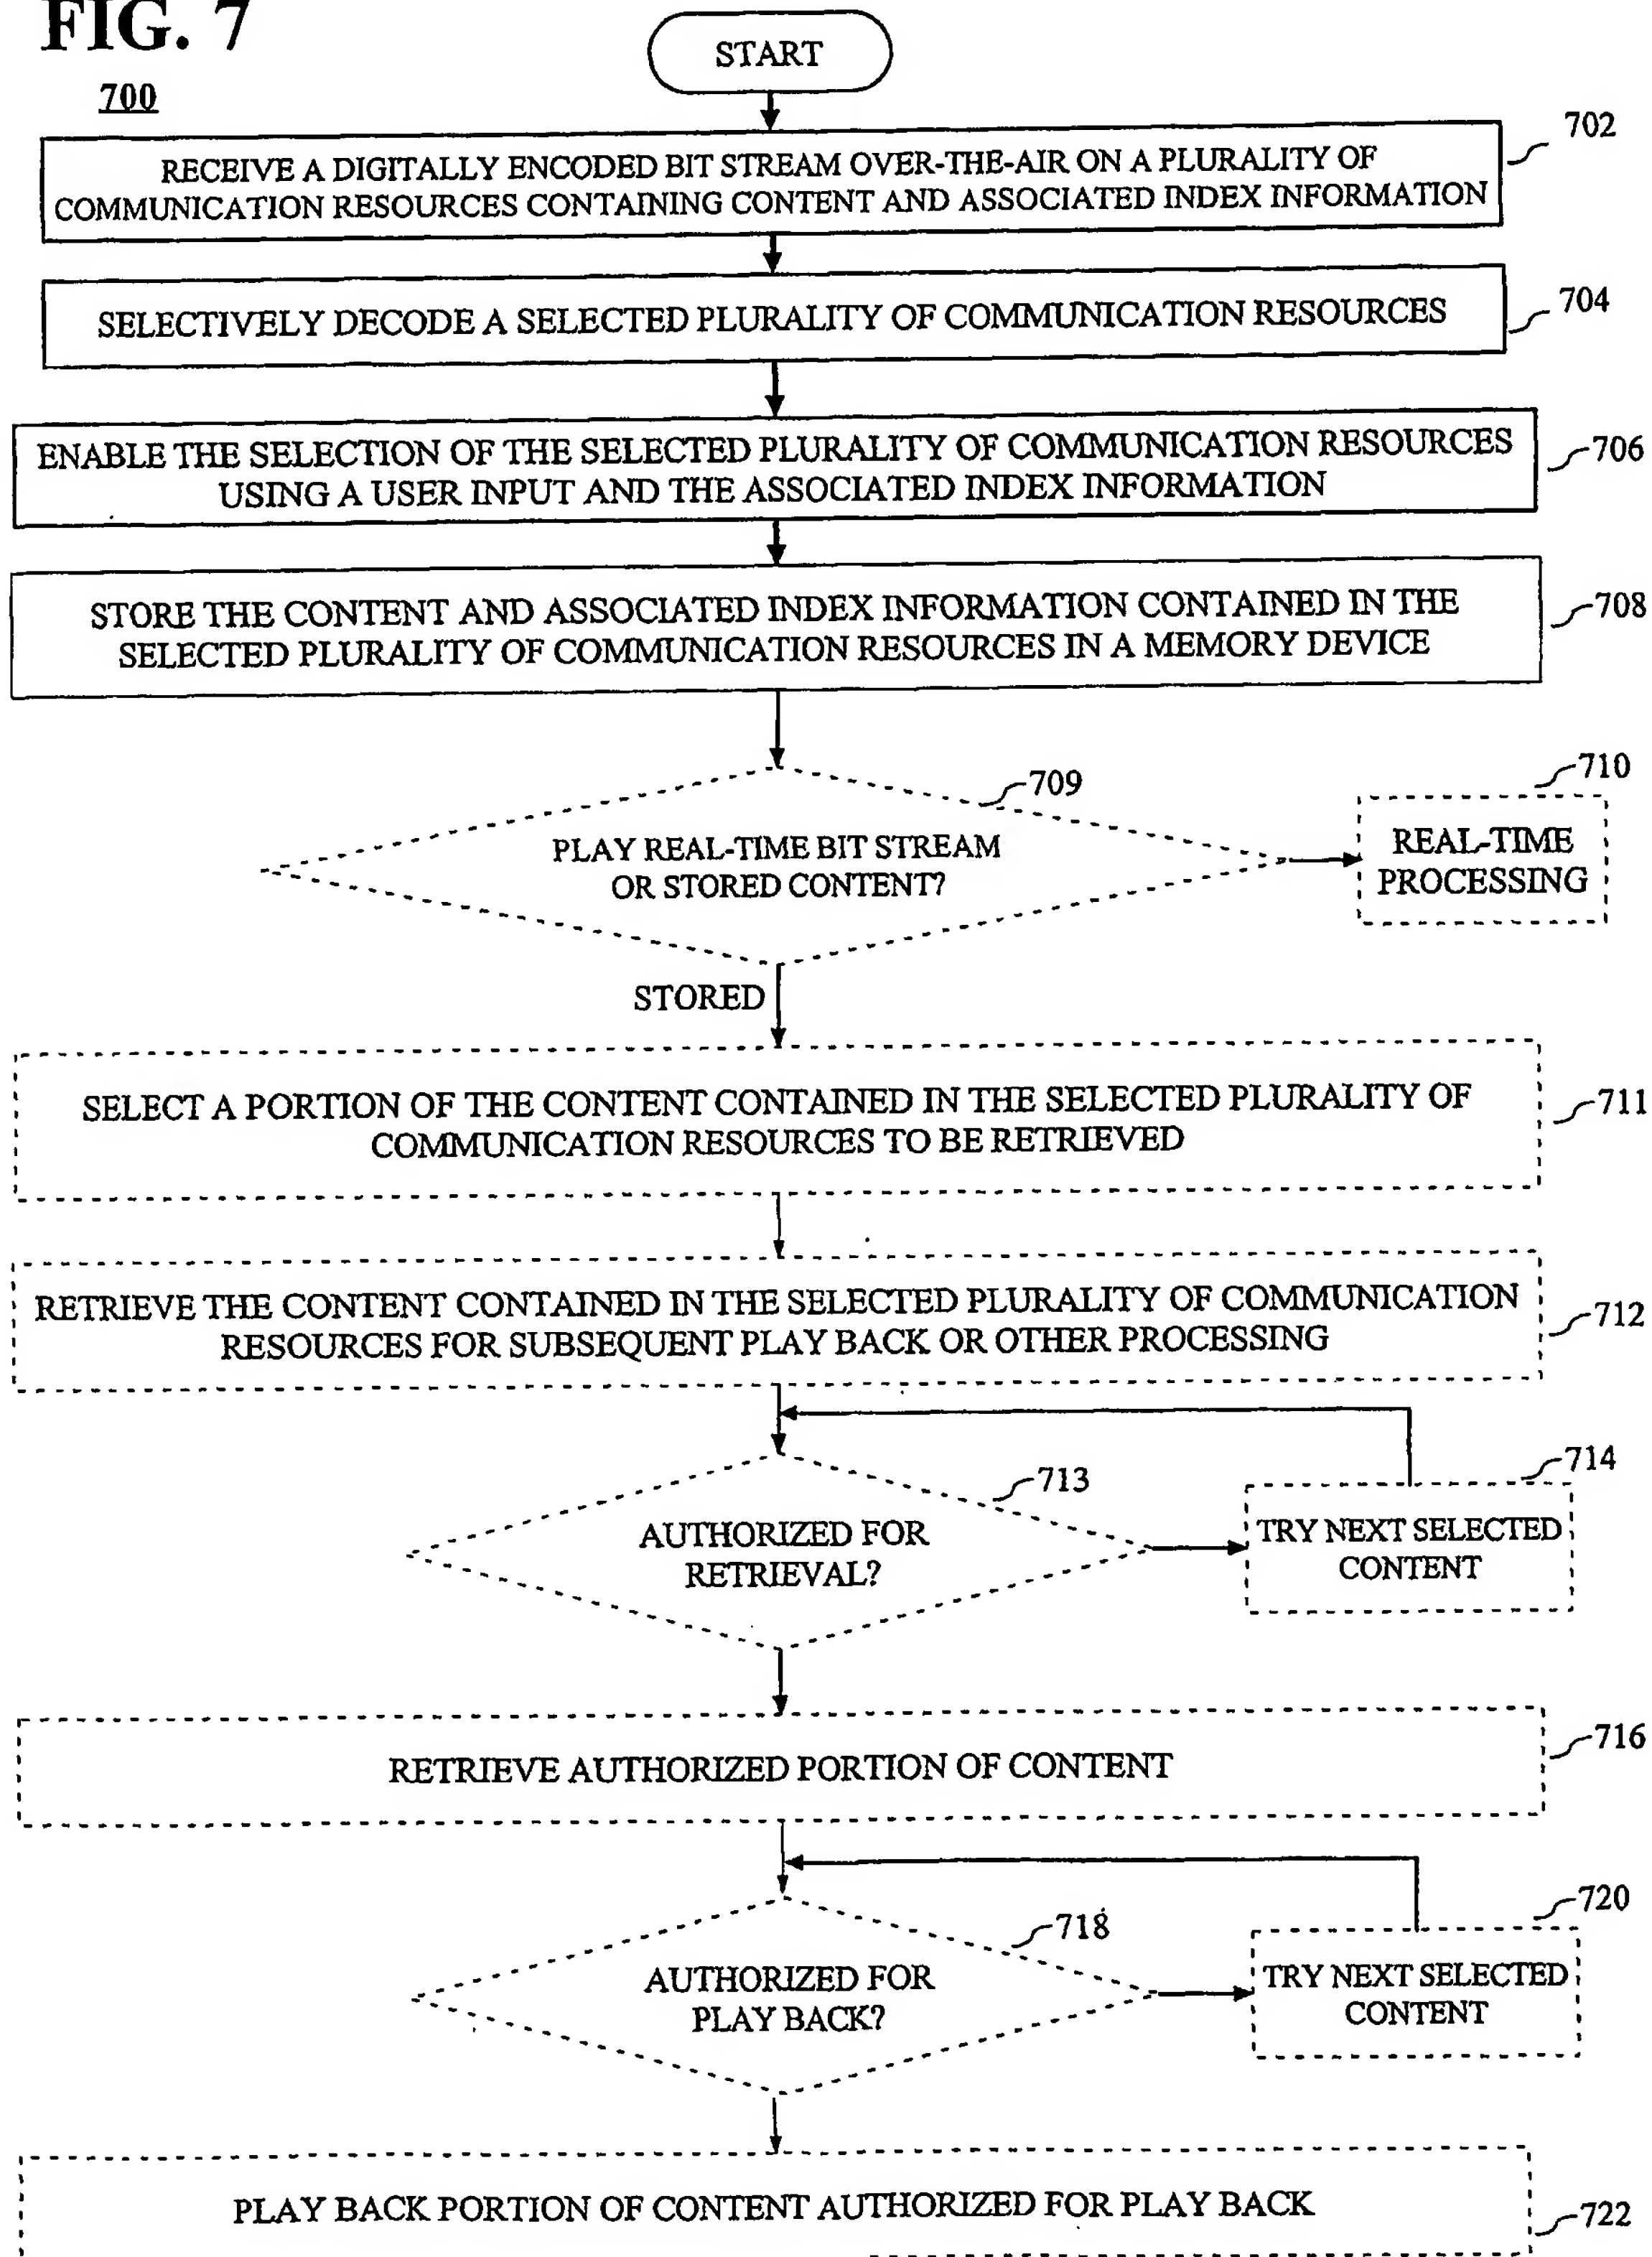 FIG. 7
700
START
702
RECEIVE A DIGITALLY ENCODED BIT STREAM OVER-THE-AIR ON A PLURALITY OF
COMMUNICATION RESOURCES CONTAINING CONTENT AND ASSOCIATED INDEX INFORMATION
704
SELECTIVELY DECODE A SELECTED PLURALITY OF COMMUNICATION RESOURCES
706
ENABLE THE SELECTION OF THE SELECTED PLURALITY OF COMMUNICATION RESOURCES
USING A USER INPUT AND THE ASSOCIATED INDEX INFORMATION
708
STORE THE CONTENT AND ASSOCIATED INDEX INFORMATION CONTAINED IN THE
SELECTED PLURALITY OF COMMUNICATION RESOURCES IN A MEMORY DEVICE
709
PLAY REAL-TIME BIT STREAM
OR STORED CONTENT?
710
REAL-TIME
PROCESSING
STORED
711
SELECT A PORTION OF THE CONTENT CONTAINED IN THE SELECTED PLURALITY OF
COMMUNICATION RESOURCES TO BE RETRIEVED
712
RETRIEVE THE CONTENT CONTAINED IN THE SELECTED PLURALITY OF COMMUNICATION
RESOURCES FOR SUBSEQUENT PLAY BACK OR OTHER PROCESSING
713
AUTHORIZED FOR
RETRIEVAL?
714
TRY NEXT SELECTED
CONTENT
716
RETRIEVE AUTHORIZED PORTION OF CONTENT
718
AUTHORIZED FOR
PLAY BACK?
720
TRY NEXT SELECTED
CONTENT
PLAY BACK PORTION OF CONTENT AUTHORIZED FOR PLAY BACK
722